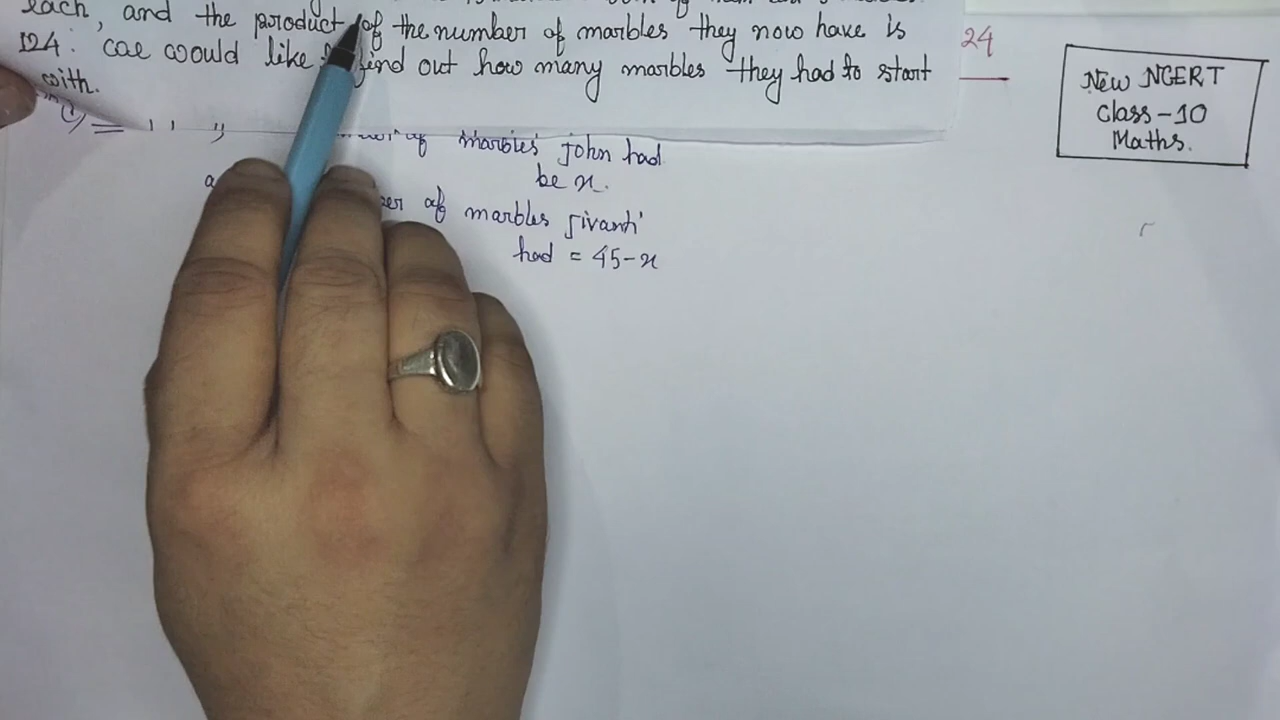 each, and the product of the number of marbles they now have is
124. we would like find out how many marbles they had to start
with.
24
New NCERT
Class-10
Maths.
of marbles john had
be x.
of marbles Jivanti
had = 45-x